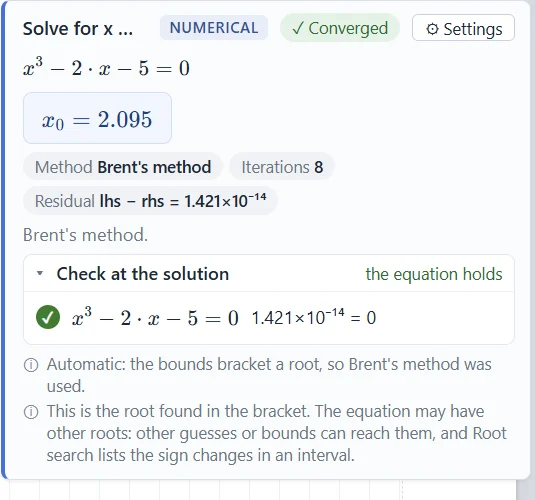 Solve for x ... NUMERICAL ✓ Converged ⚙ Settings
x³ − 2 · x − 5 = 0
x₀ = 2.095
Method Brent's method Iterations 8
Residual lhs − rhs = 1.421×10⁻¹⁴
Brent's method.
▾ Check at the solution the equation holds
✓ x³ − 2 · x − 5 = 0 1.421×10⁻¹⁴ = 0
ⓘ Automatic: the bounds bracket a root, so Brent's method was
used.
ⓘ This is the root found in the bracket. The equation may have
other roots: other guesses or bounds can reach them, and Root
search lists the sign changes in an interval.